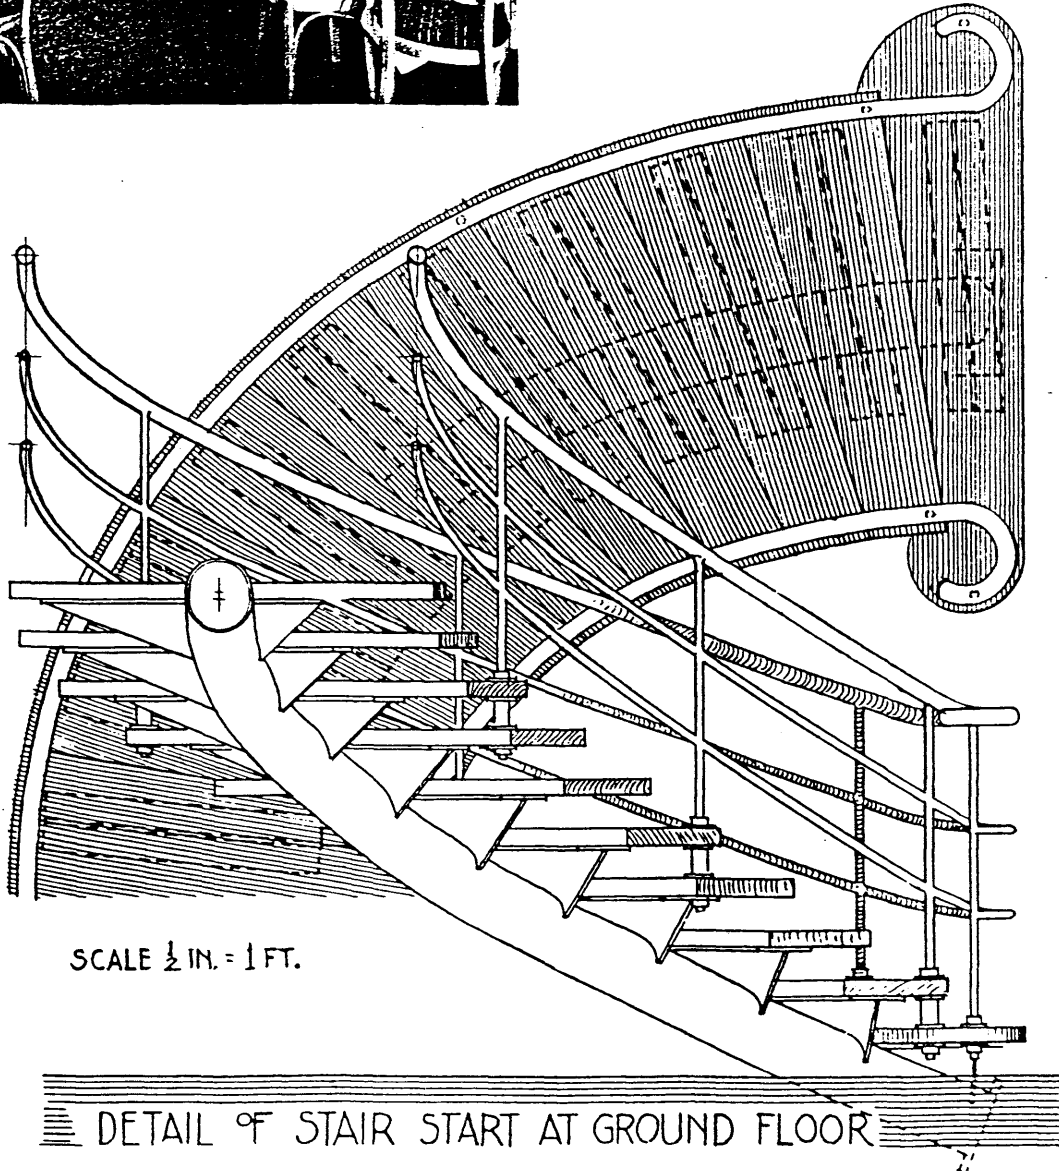 SCALE ½ IN. = 1 FT.
DETAIL OF STAIR START AT GROUND FLOOR